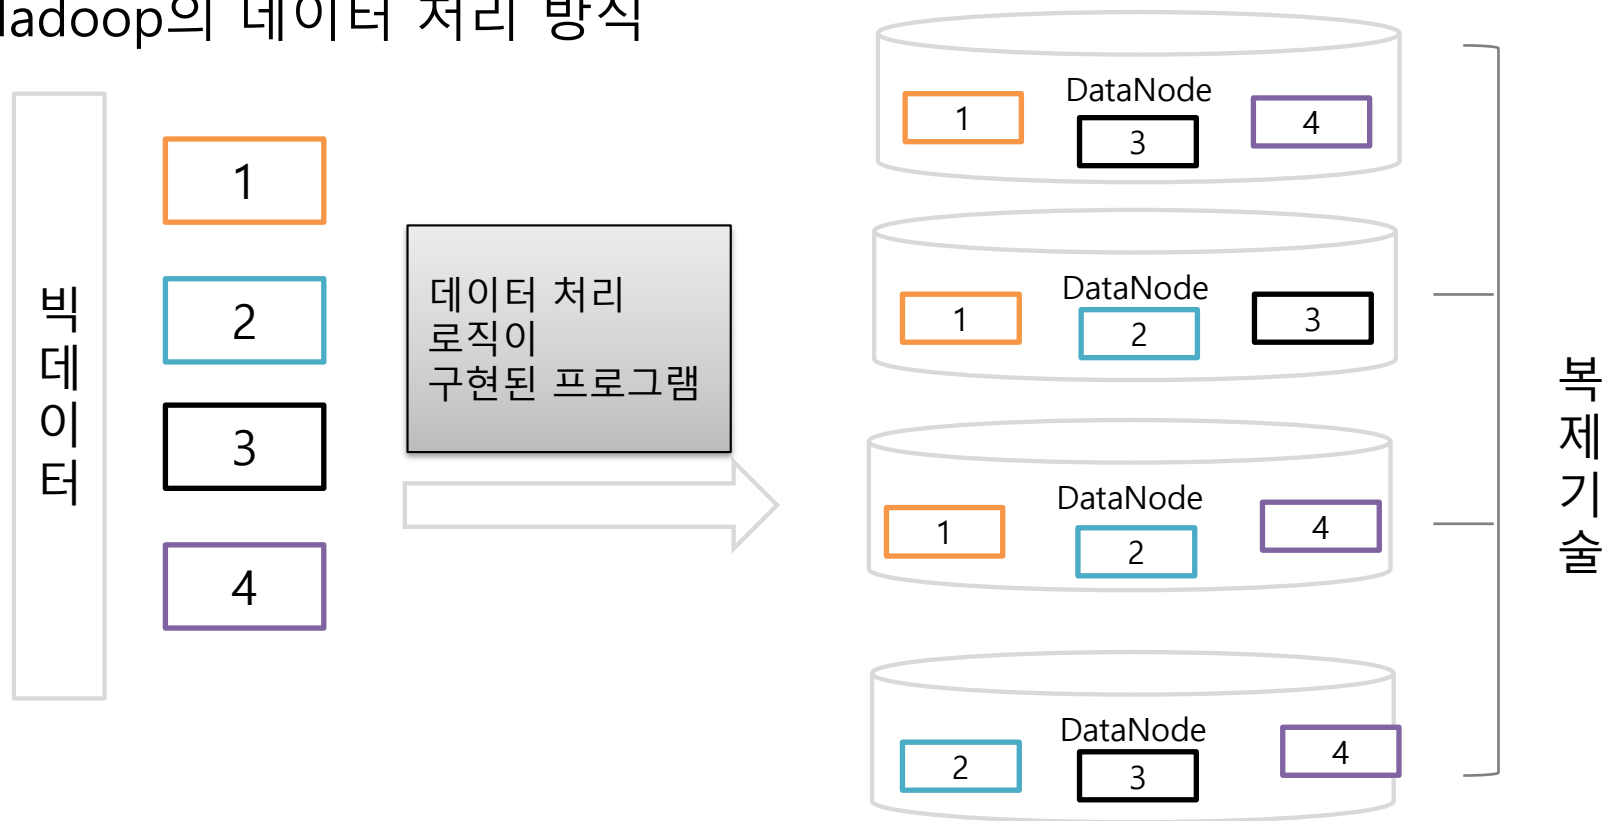 adoop의 데이터 처리 방식
빅
데
이
터
1
2
3
4
데이터 처리
로직이
구현된 프로그램
DataNode
1
3
4
DataNode
1
2
3
DataNode
1
2
4
DataNode
2
3
4
복
제
기
술